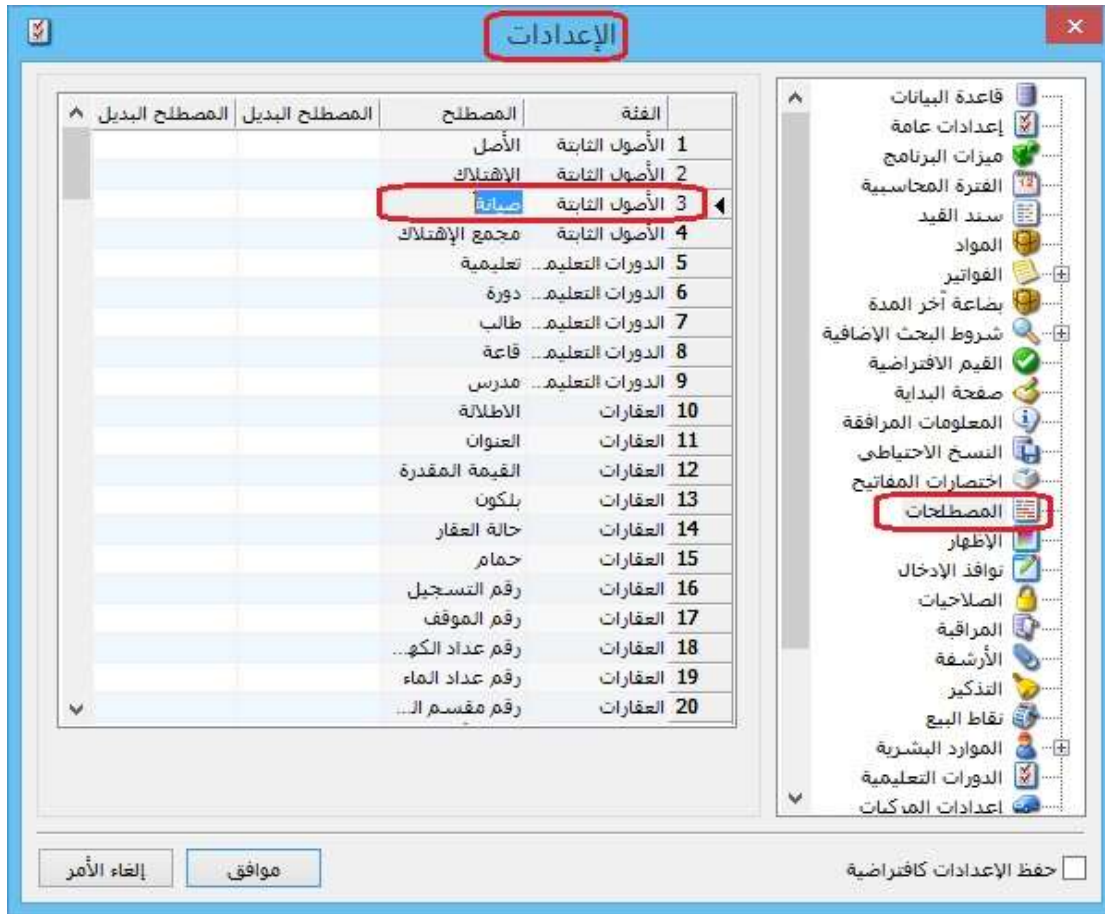 الإعدادات
قاعدة البيانات
إعدادات عامة
ميزات البرنامج
الفترة المحاسبية
سند القيد
المواد
الفواتير
بضاعة آخر المدة
شروط البحث الإضافية
القيم الافتراضية
صفحة البداية
المعلومات المرافقة
النسخ الاحتياطي
اختصارات المفاتيح
المصطلحات
الإظهار
نوافذ الإدخال
الصلاحيات
المراقبة
الأرشفة
التذكير
نقاط البيع
الموارد البشرية
الدورات التعليمية
إعدادات المركبات
الفئة المصطلح المصطلح البديل المصطلح البديل
1 الأصول الثابتة الأصل
2 الأصول الثابتة الإهتلاك
3 الأصول الثابتة صيانة
4 الأصول الثابتة مجمع الإهتلاك
5 الدورات التعليم... تعليمية
6 الدورات التعليم... دورة
7 الدورات التعليم... طالب
8 الدورات التعليم... قاعة
9 الدورات التعليم... مدرس
10 العقارات الاطلالة
11 العقارات العنوان
12 العقارات القيمة المقدرة
13 العقارات بلكون
14 العقارات حالة العقار
15 العقارات حمام
16 العقارات رقم التسجيل
17 العقارات رقم الموقف
18 العقارات رقم عداد الكه...
19 العقارات رقم عداد الماء
20 العقارات رقم مقسم ال...
حفظ الإعدادات كافتراضية
موافق إلغاء الأمر